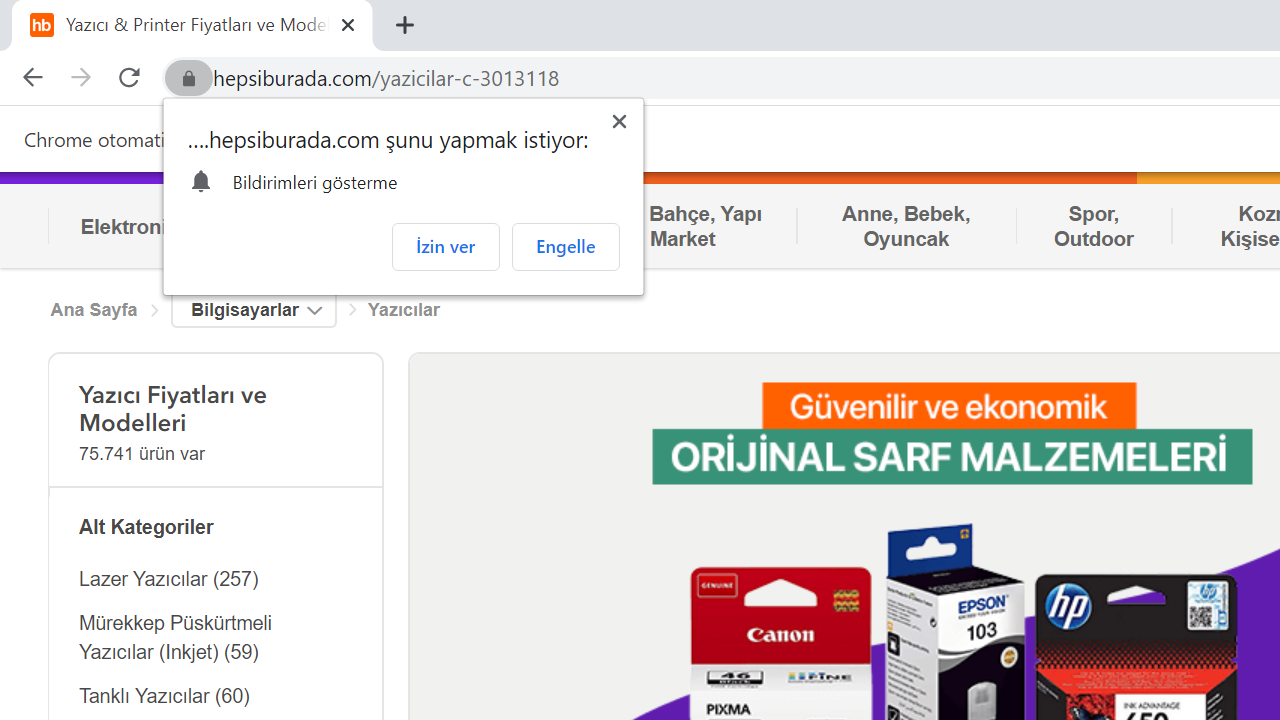 hb Yazıcı & Printer Fiyatları ve Mode
hepsiburada.com/yazicilar-c-3013118
Chrome otomati
....hepsiburada.com şunu yapmak istiyor:
Bildirimleri gösterme
İzin ver Engelle
Elektroni
Bahçe, Yapı
Market
Anne, Bebek,
Oyuncak
Spor,
Outdoor
Kozr
Kişise
Ana Sayfa Bilgisayarlar Yazıcılar
Yazıcı Fiyatları ve
Modelleri
75.741 ürün var
Alt Kategoriler
Lazer Yazıcılar (257)
Mürekkep Püskürtmeli
Yazıcılar (Inkjet) (59)
Tanklı Yazıcılar (60)
Güvenilir ve ekonomik
ORİJİNAL SARF MALZEMELERİ
GENUINE
Canon
46
Black
FINE
PIXMA
EPSON
103
hp
INK ADVANTAGE
650